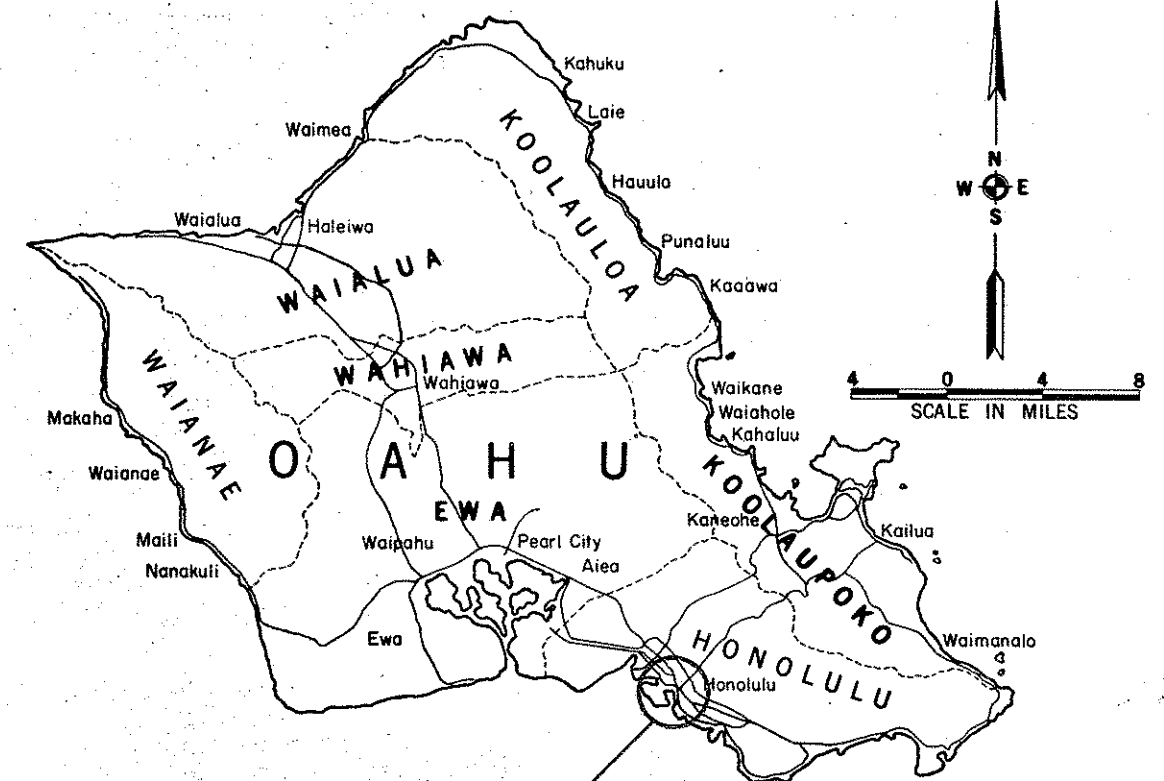 Kahuku
Laie
Waimea
KOOLAULOA
Hauula
Waialua
Haleiwa
Punaluu
WAIALUA
Kaaawa
WAHIAWA
Wahiawa
WAIANAE
Waikane
Waiahole
Kahaluu
Makaha
Waianae
OAHU
KOOLAUPOKO
EWA
Kaneohe
Kailua
Maili
Waipahu
Pearl City
Aiea
Nanakuli
Ewa
HONOLULU
Waimanalo
Honolulu
N
W E
S
4 0 4 8
SCALE IN MILES